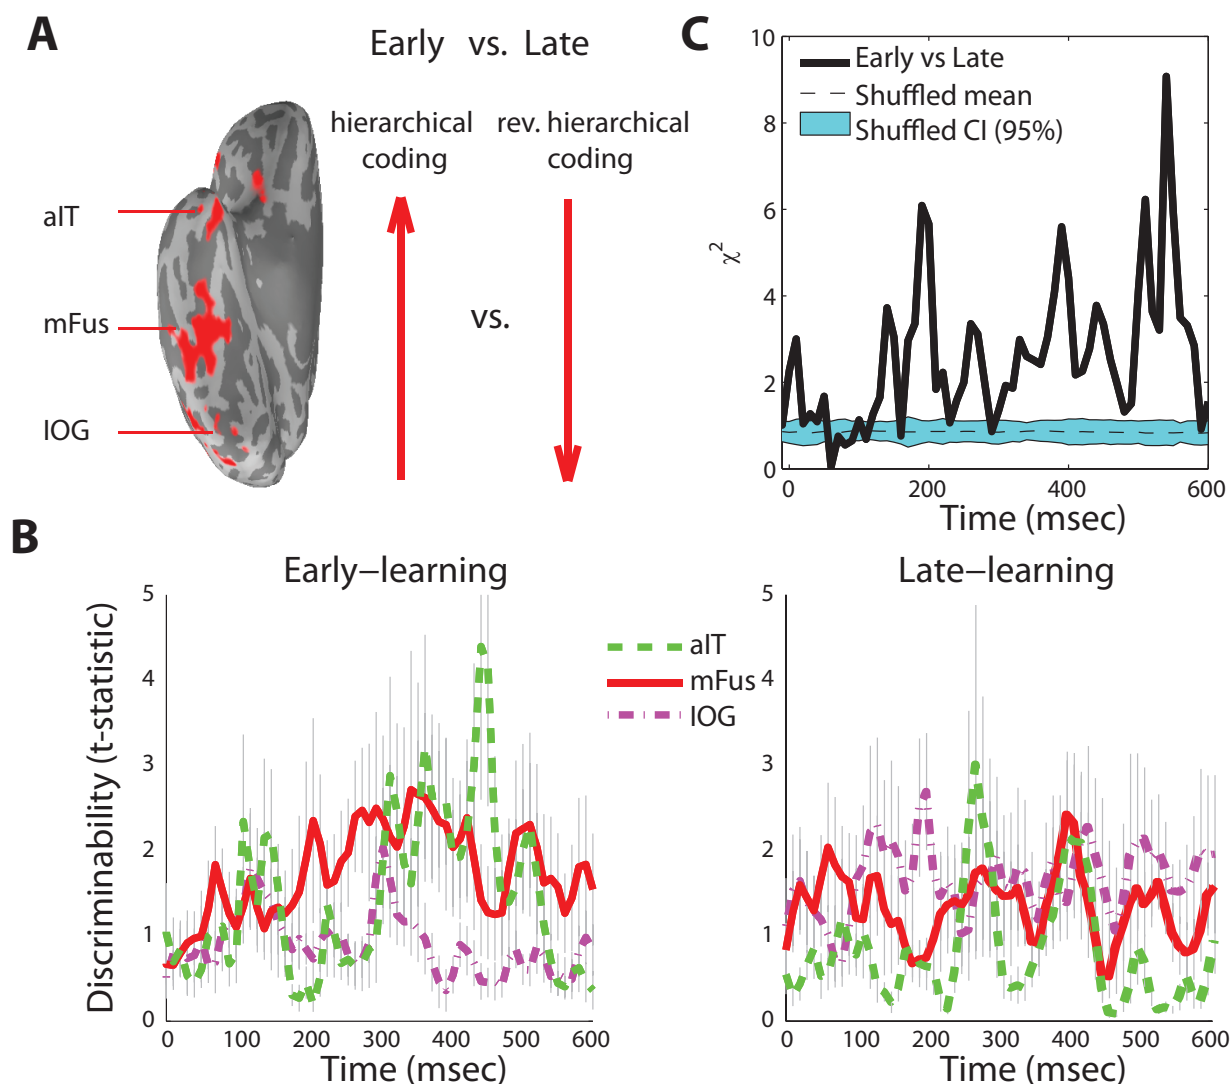 A
Early vs. Late
hierarchical coding
rev. hierarchical coding
aIT
mFus
IOG
vs.
C
10
8
6
4
2
0
χ2
Early vs Late
Shuffled mean
Shuffled CI (95%)
0 200 400 600
Time (msec)
B
Early–learning
Discriminability (t-statistic)
5
4
3
2
1
0
0 100 200 300 400 500 600
Time (msec)
aIT
mFus
IOG
Late–learning
5
4
3
2
1
0
0 100 200 300 400 500 600
Time (msec)